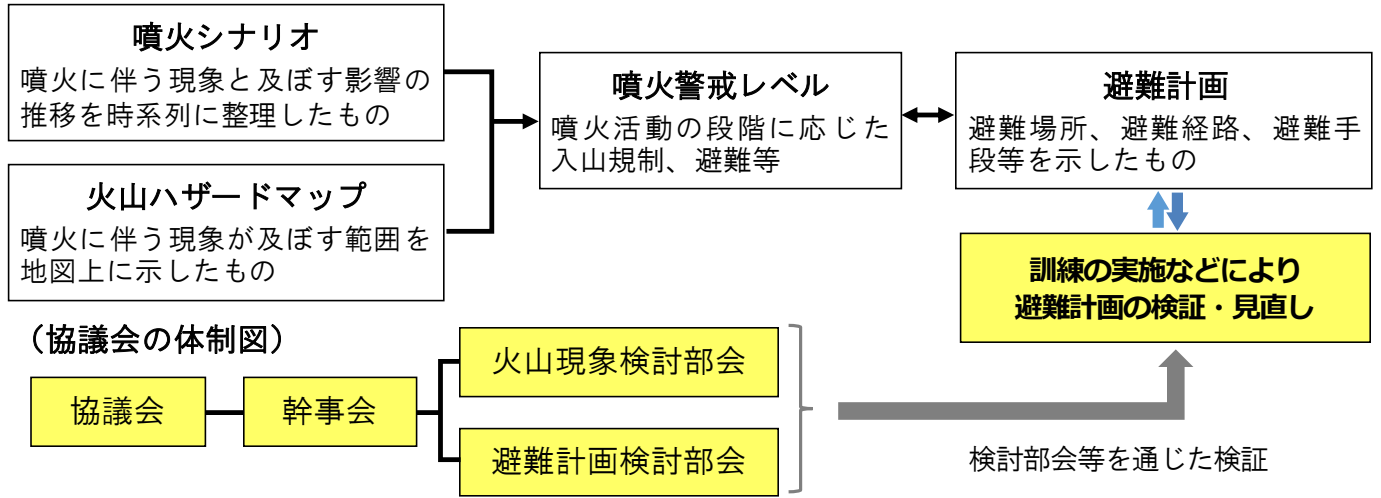 噴火シナリオ
噴火に伴う現象と及ぼす影響の
推移を時系列に整理したもの
火山ハザードマップ
噴火に伴う現象が及ぼす範囲を
地図上に示したもの
噴火警戒レベル
噴火活動の段階に応じた
入山規制、避難等
避難計画
避難場所、避難経路、避難手
段等を示したもの
訓練の実施などにより
避難計画の検証・見直し
（協議会の体制図）
協議会
幹事会
火山現象検討部会
避難計画検討部会
検討部会等を通じた検証